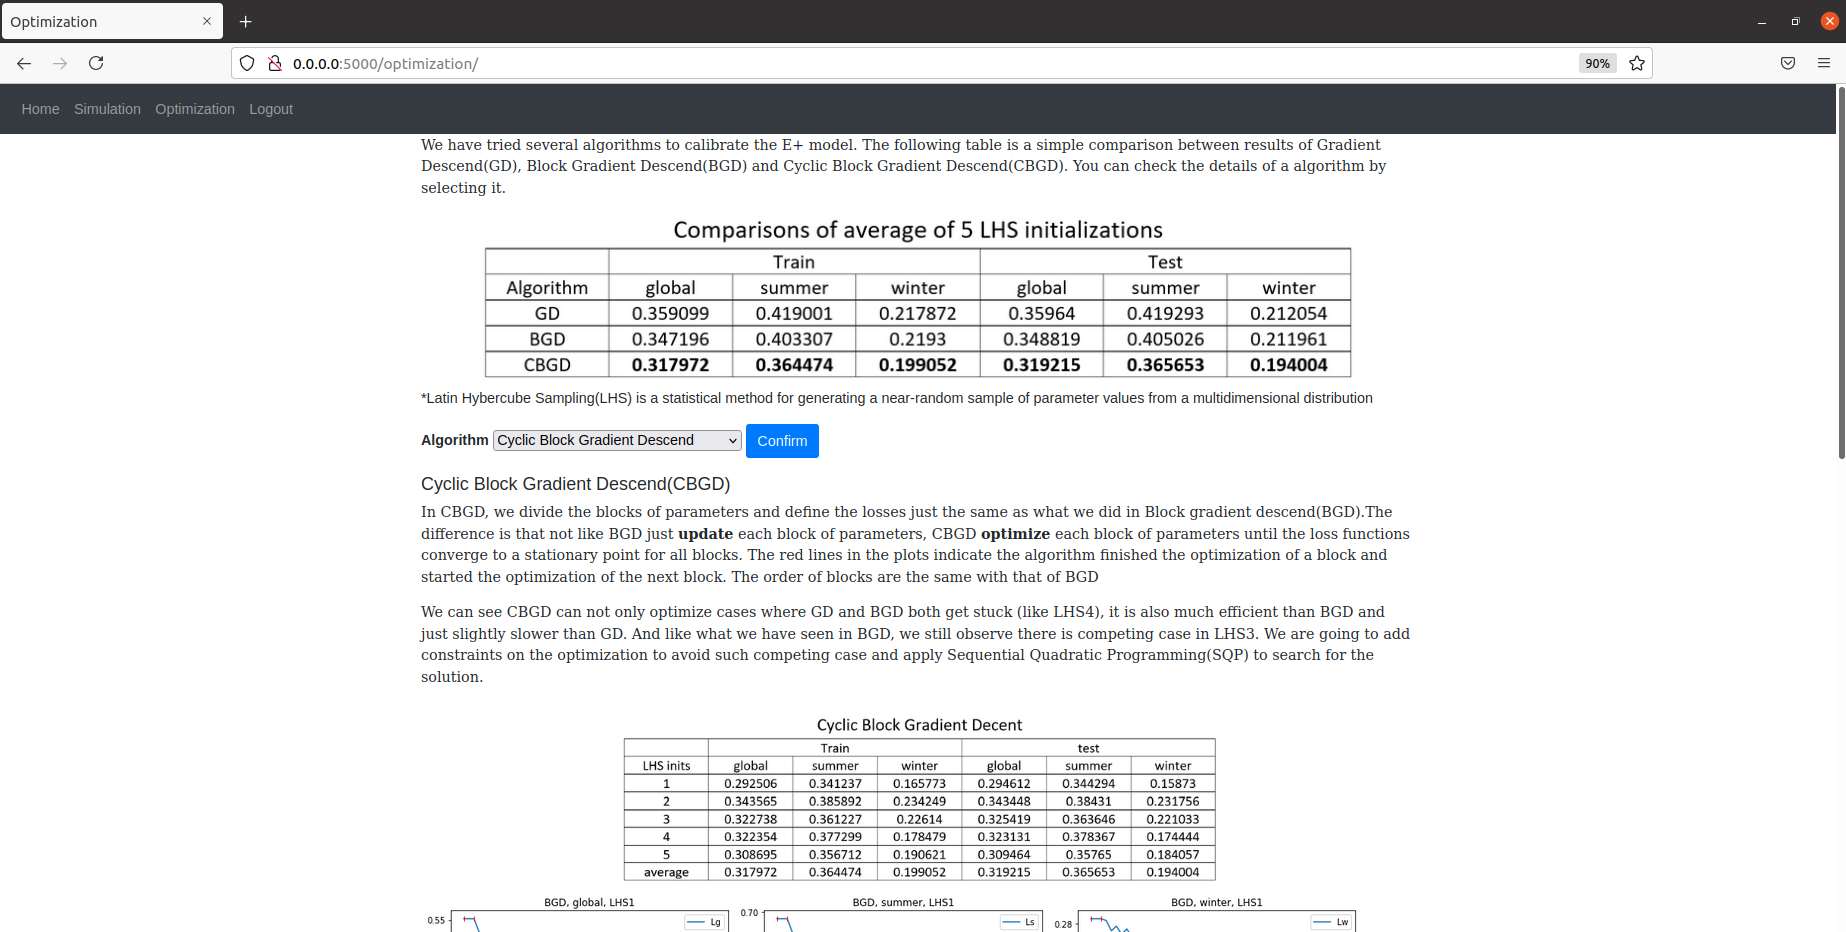 Optimization
0.0.0.0:5000/optimization/
90%
Home Simulation Optimization Logout
We have tried several algorithms to calibrate the E+ model. The following table is a simple comparison between results of Gradient
Descend(GD), Block Gradient Descend(BGD) and Cyclic Block Gradient Descend(CBGD). You can check the details of a algorithm by
selecting it.
Comparisons of average of 5 LHS initializations
Train Test
Algorithm global summer winter global summer winter
GD 0.359099 0.419001 0.217872 0.35964 0.419293 0.212054
BGD 0.347196 0.403307 0.2193 0.348819 0.405026 0.211961
CBGD 0.317972 0.364474 0.199052 0.319215 0.365653 0.194004
*Latin Hybercube Sampling(LHS) is a statistical method for generating a near-random sample of parameter values from a multidimensional distribution
Algorithm Cyclic Block Gradient Descend Confirm
Cyclic Block Gradient Descend(CBGD)
In CBGD, we divide the blocks of parameters and define the losses just the same as what we did in Block gradient descend(BGD).The
difference is that not like BGD just update each block of parameters, CBGD optimize each block of parameters until the loss functions
converge to a stationary point for all blocks. The red lines in the plots indicate the algorithm finished the optimization of a block and
started the optimization of the next block. The order of blocks are the same with that of BGD
We can see CBGD can not only optimize cases where GD and BGD both get stuck (like LHS4), it is also much efficient than BGD and
just slightly slower than GD. And like what we have seen in BGD, we still observe there is competing case in LHS3. We are going to add
constraints on the optimization to avoid such competing case and apply Sequential Quadratic Programming(SQP) to search for the
solution.
Cyclic Block Gradient Decent
Train test
LHS inits global summer winter global summer winter
1 0.292506 0.341237 0.165773 0.294612 0.344294 0.15873
2 0.343565 0.385892 0.234249 0.343448 0.38431 0.231756
3 0.322738 0.361227 0.22614 0.325419 0.363646 0.221033
4 0.322354 0.377299 0.178479 0.323131 0.378367 0.174444
5 0.308695 0.356712 0.190621 0.309464 0.35765 0.184057
average 0.317972 0.364474 0.199052 0.319215 0.365653 0.194004
BGD, global, LHS1 BGD, summer, LHS1 BGD, winter, LHS1
0.55 Lg 0.70 Ls 0.28 Lw